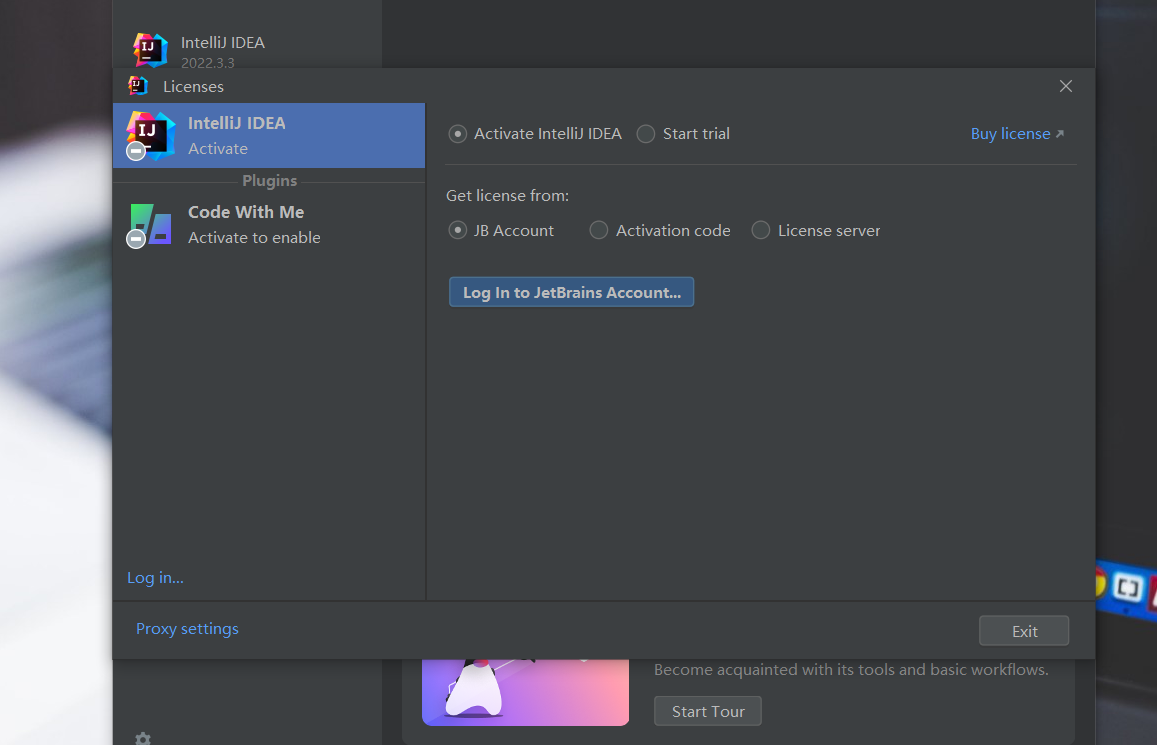 IntelliJ IDEA
2022.3.3
Licenses
IntelliJ IDEA
Activate
Plugins
Code With Me
Activate to enable
Log in...
Activate IntelliJ IDEA
Start trial
Buy license
Get license from:
JB Account
Activation code
License server
Log In to JetBrains Account...
Proxy settings
Exit
Become acquainted with its tools and basic workflows.
Start Tour